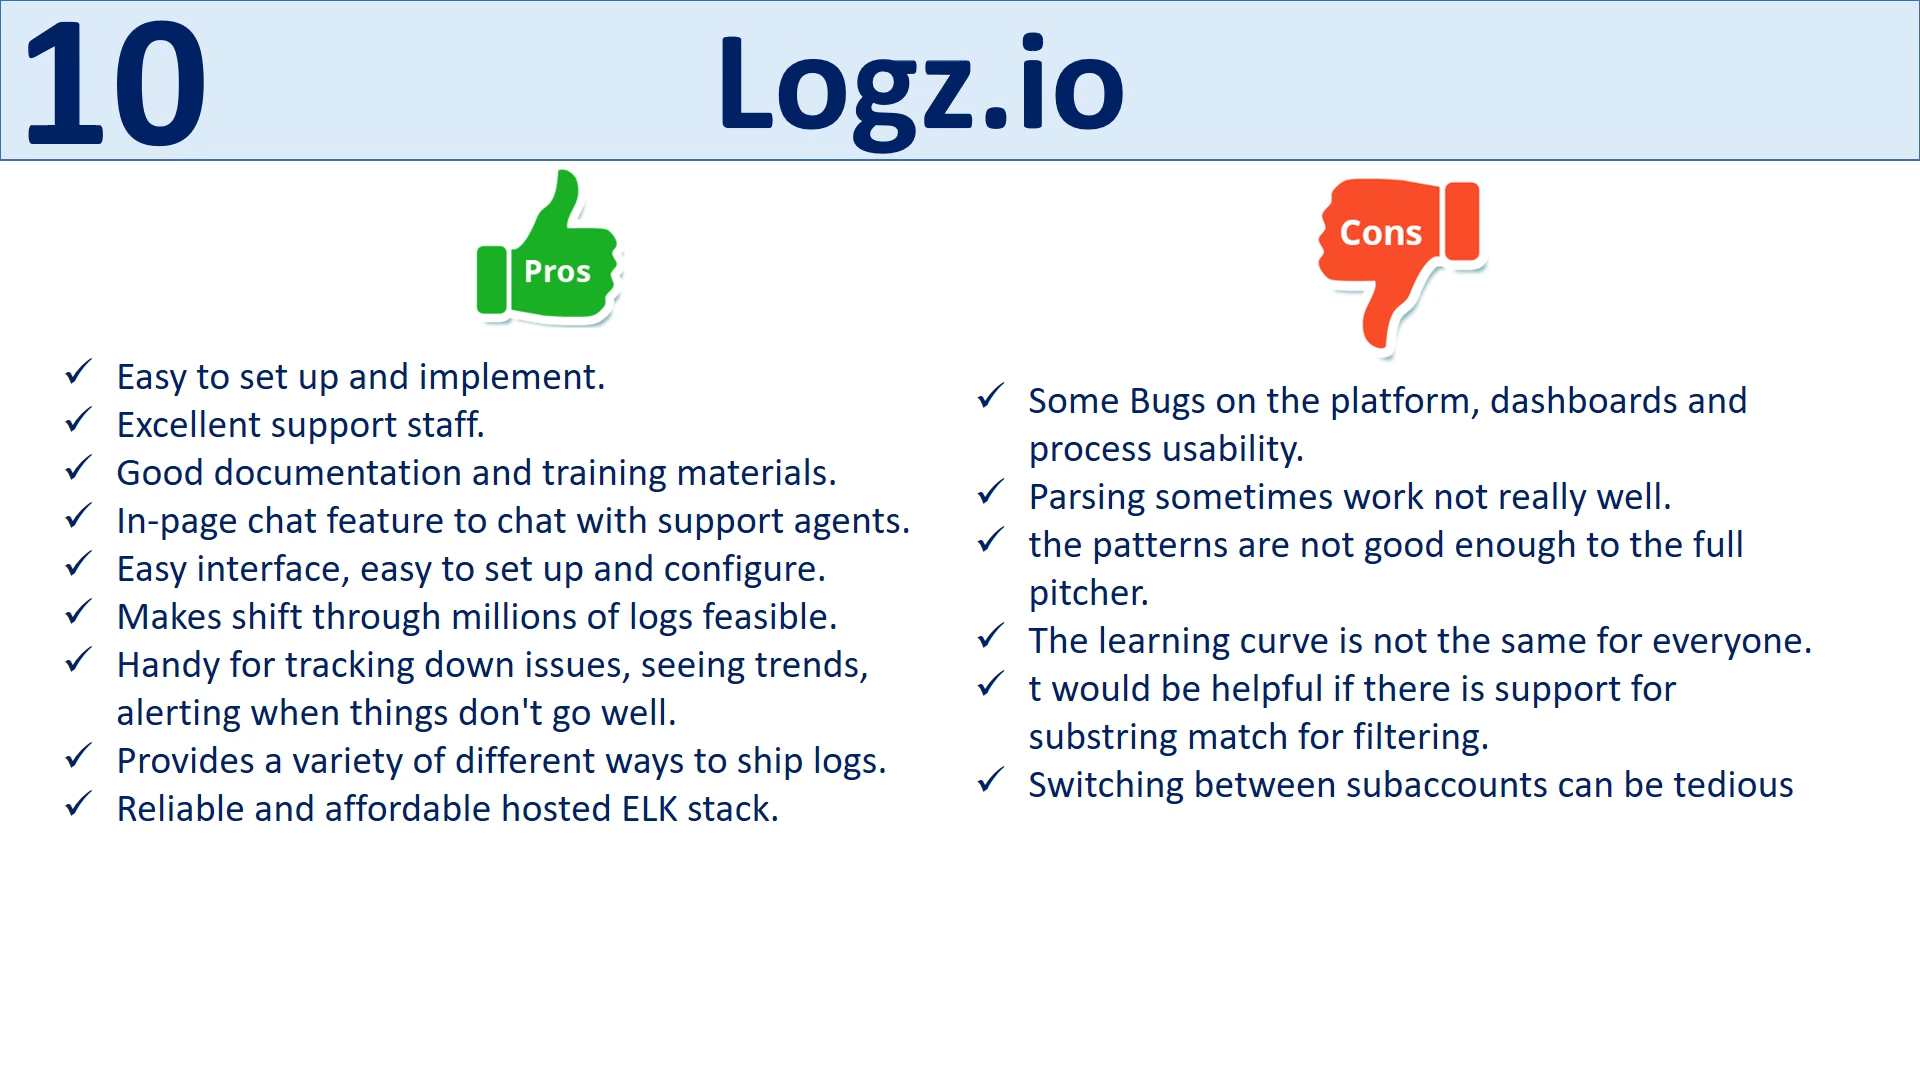 10
Logz.io
Pros
Easy to set up and implement.
Excellent support staff.
Good documentation and training materials.
In-page chat feature to chat with support agents.
Easy interface, easy to set up and configure.
Makes shift through millions of logs feasible.
Handy for tracking down issues, seeing trends,
alerting when things don't go well.
Provides a variety of different ways to ship logs.
Reliable and affordable hosted ELK stack.
Cons
Some Bugs on the platform, dashboards and
process usability.
Parsing sometimes work not really well.
the patterns are not good enough to the full
pitcher.
The learning curve is not the same for everyone.
t would be helpful if there is support for
substring match for filtering.
Switching between subaccounts can be tedious